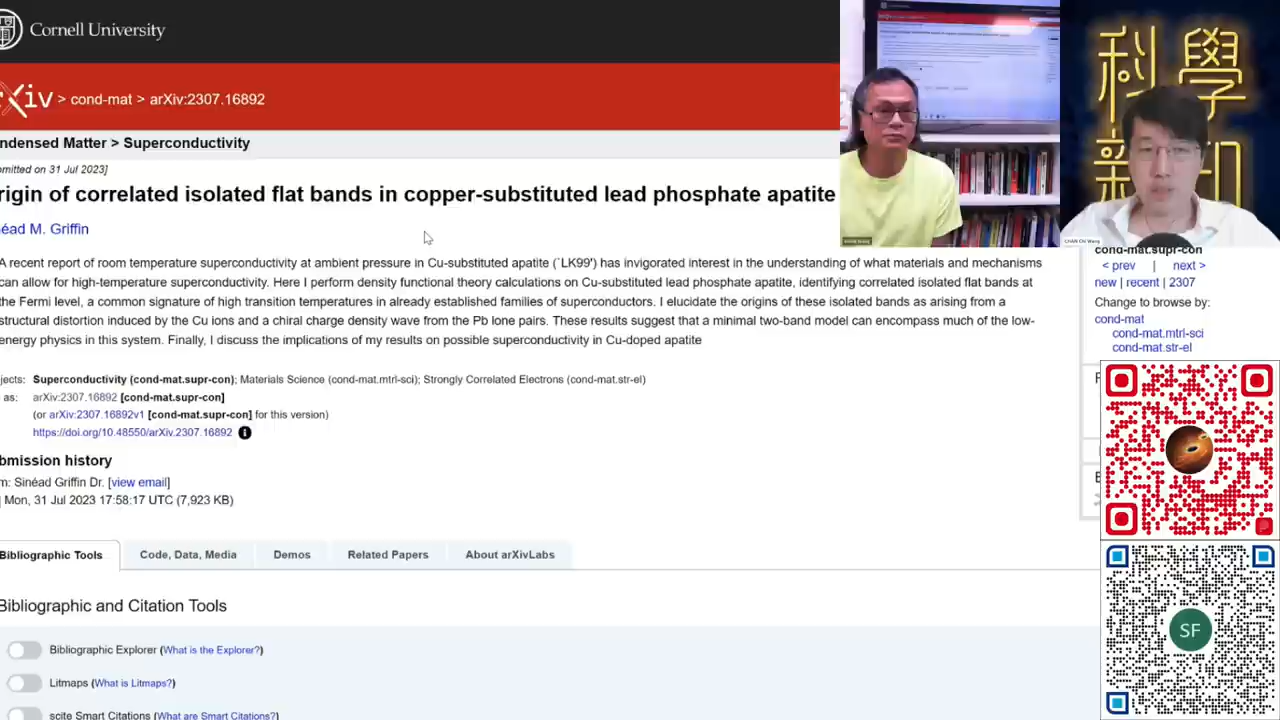 Cornell University
Xiv > cond-mat > arXiv:2307.16892
ndensed Matter > Superconductivity
mitted on 31 Jul 2023]
rigin of correlated isolated flat bands in copper-substituted lead phosphate apatite
éad M. Griffin
A recent report of room temperature superconductivity at ambient pressure in Cu-substituted apatite (`LK99') has invigorated interest in the understanding of what materials and mechanisms
can allow for high-temperature superconductivity. Here I perform density functional theory calculations on Cu-substituted lead phosphate apatite, identifying correlated isolated flat bands at
the Fermi level, a common signature of high transition temperatures in already established families of superconductors. I elucidate the origins of these isolated bands as arising from a
structural distortion induced by the Cu ions and a chiral charge density wave from the Pb lone pairs. These results suggest that a minimal two-band model can encompass much of the low-
energy physics in this system. Finally, I discuss the implications of my results on possible superconductivity in Cu-doped apatite
jects: Superconductivity (cond-mat.supr-con); Materials Science (cond-mat.mtrl-sci); Strongly Correlated Electrons (cond-mat.str-el)
as: arXiv:2307.16892 [cond-mat.supr-con]
(or arXiv:2307.16892v1 [cond-mat.supr-con] for this version)
https://doi.org/10.48550/arXiv.2307.16892
bmission history
m: Sinéad Griffin Dr. [view email]
Mon, 31 Jul 2023 17:58:17 UTC (7,923 KB)
Bibliographic Tools
Code, Data, Media
Demos
Related Papers
About arXivLabs
Bibliographic and Citation Tools
Bibliographic Explorer (What is the Explorer?)
Litmaps (What is Litmaps?)
scite Smart Citations (What are Smart Citations?)
科學
新知
CHAN Chi Wang
cond-mat.supr-con
< prev | next >
new | recent | 2307
Change to browse by:
cond-mat
cond-mat.mtrl-sci
cond-mat.str-el
SF